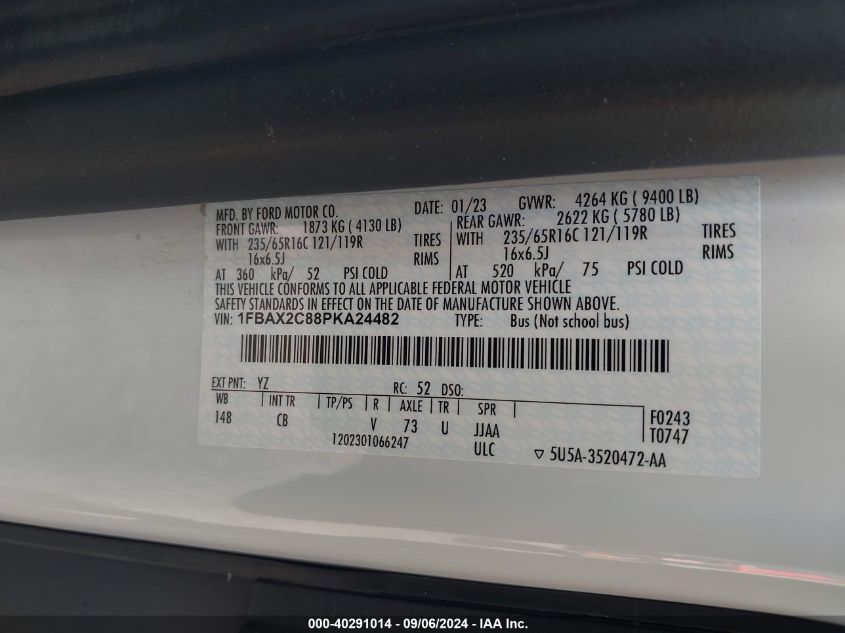 MFD. BY FORD MOTOR CO. DATE: 01/23 GVWR: 4264 KG ( 9400 LB)
FRONT GAWR: 1873 KG ( 4130 LB) REAR GAWR: 2622 KG ( 5780 LB)
WITH 235/65R16C 121/119R TIRES WITH 235/65R16C 121/119R TIRES
16x6.5J RIMS 16x6.5J RIMS
AT 360 kPa/ 52 PSI COLD AT 520 kPa/ 75 PSI COLD
THIS VEHICLE CONFORMS TO ALL APPLICABLE FEDERAL MOTOR VEHICLE
SAFETY STANDARDS IN EFFECT ON THE DATE OF MANUFACTURE SHOWN ABOVE.
VIN: 1FBAX2C88PKA24482 TYPE: Bus (Not school bus)
EXT PNT: YZ RC: 52 DSO:
WB INT TR TP/PS R AXLE TR SPR F0243
148 CB V 73 U JJAA T0747
1202301066247 ULC ▽ 5U5A-3520472-AA
000-40291014 - 09/06/2024 - IAA Inc.